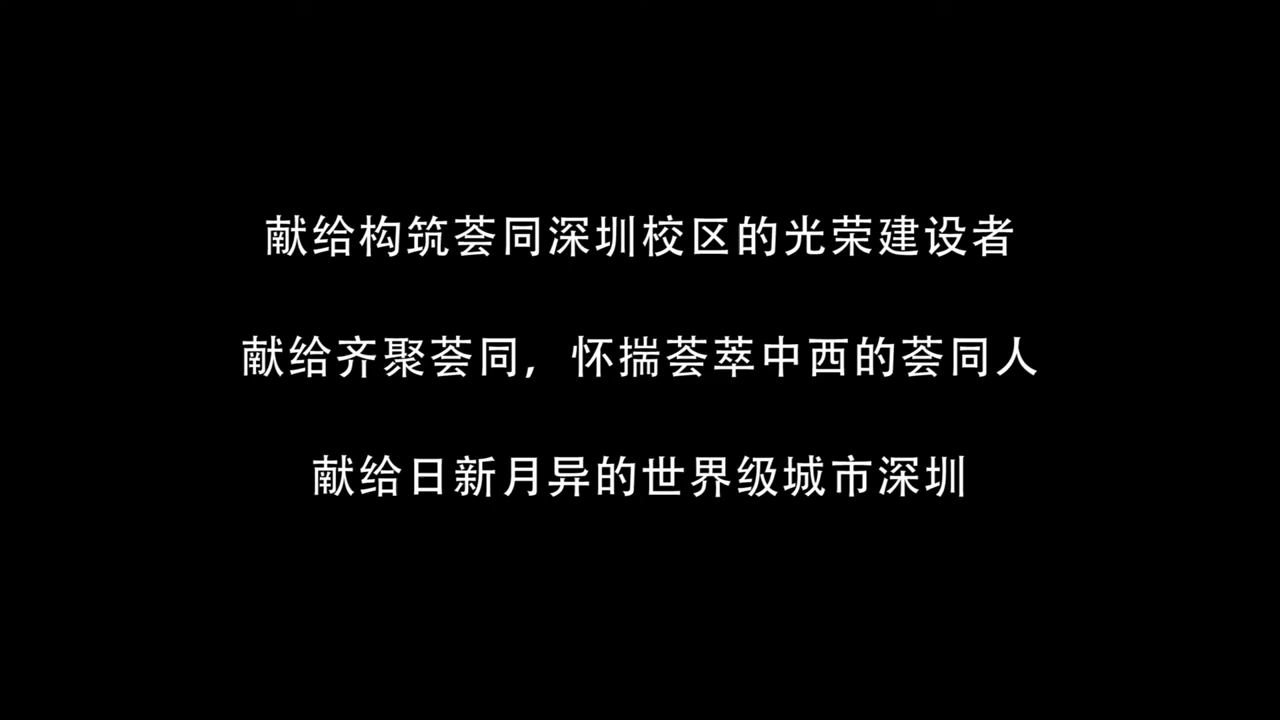 献给构筑荟同深圳校区的光荣建设者
献给齐聚荟同，怀揣荟萃中西的荟同人
献给日新月异的世界级城市深圳